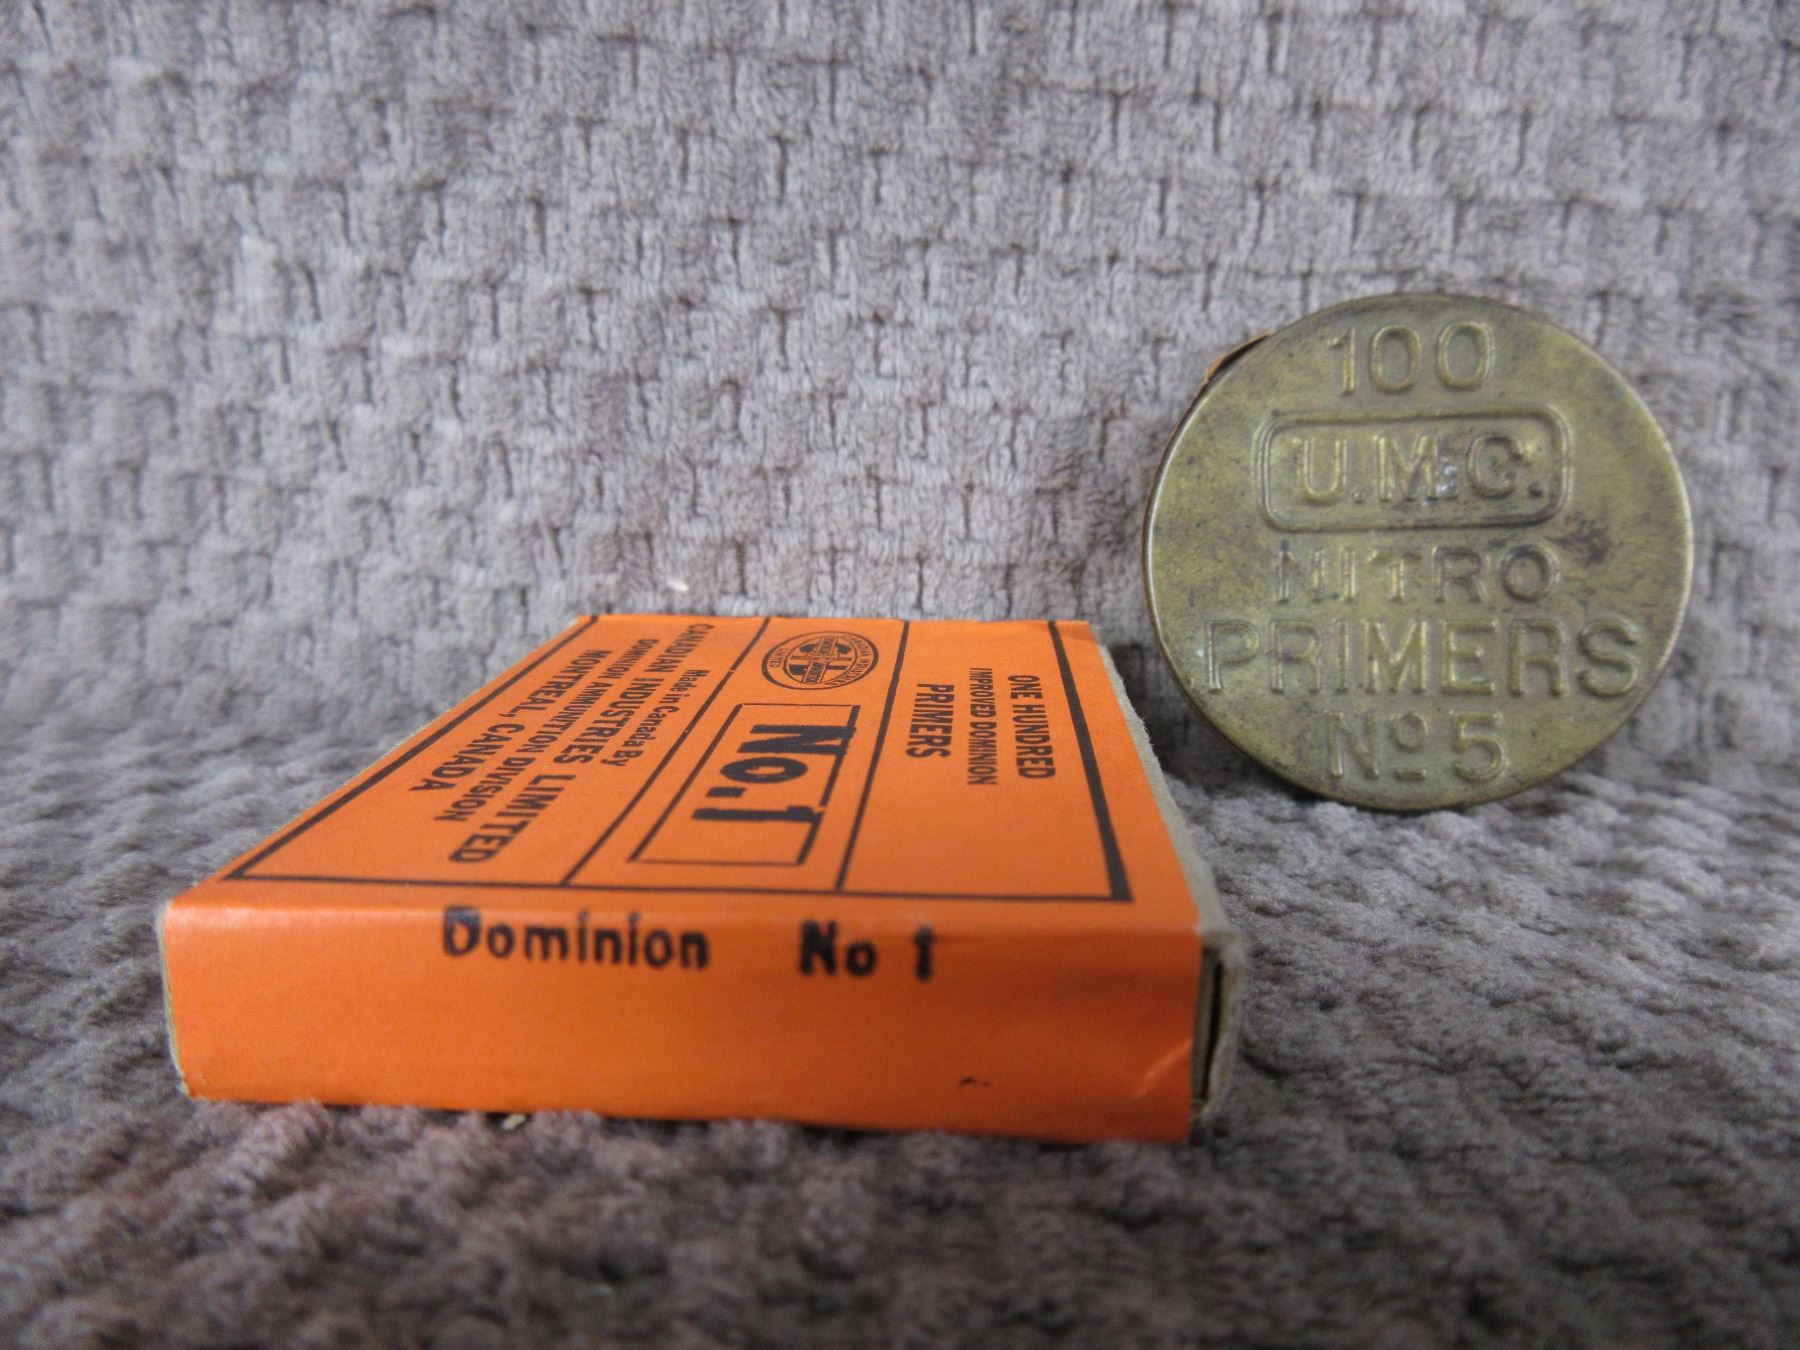 ONE HUNDRED
IMPROVED DOMINION
PRIMERS
No.1
Made in Canada By
CANADIAN INDUSTRIES LIMITED
DOMINION AMMUNITION DIVISION
MONTREAL, CANADA
Dominion No 1
100
U.M.C.
NITRO
PRIMERS
No 5